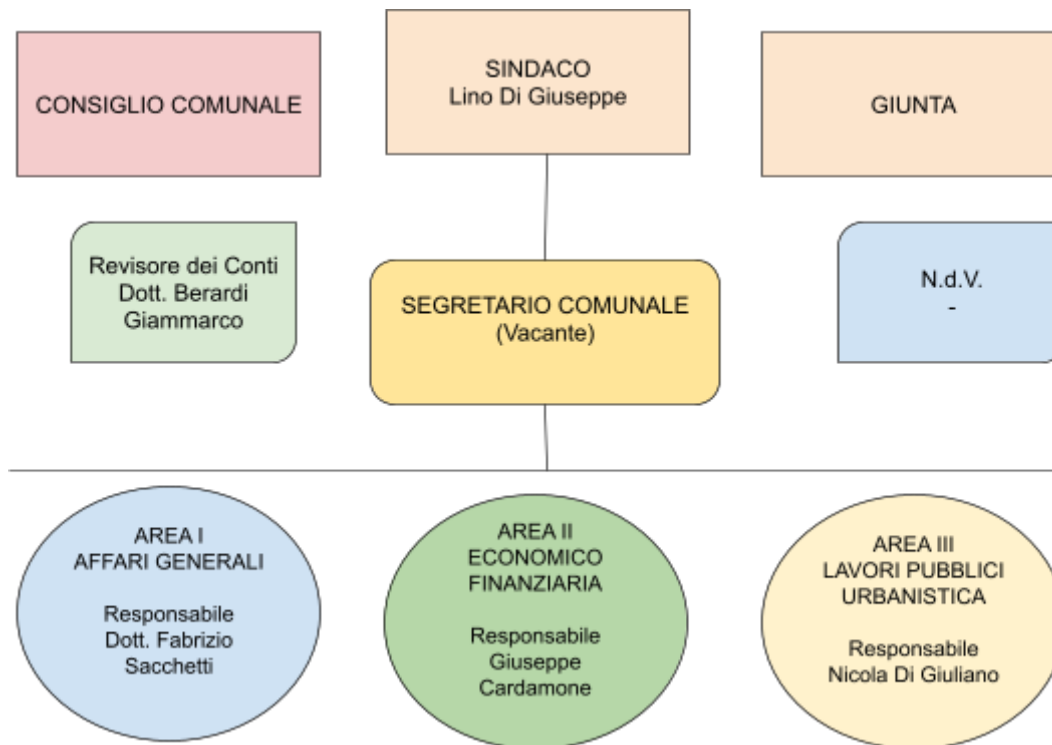 CONSIGLIO COMUNALE
SINDACO
Lino Di Giuseppe
GIUNTA
Revisore dei Conti
Dott. Berardi
Giammarco
SEGRETARIO COMUNALE
(Vacante)
N.d.V.
-
AREA I
AFFARI GENERALI
Responsabile
Dott. Fabrizio
Sacchetti
AREA II
ECONOMICO
FINANZIARIA
Responsabile
Giuseppe
Cardamone
AREA III
LAVORI PUBBLICI
URBANISTICA
Responsabile
Nicola Di Giuliano